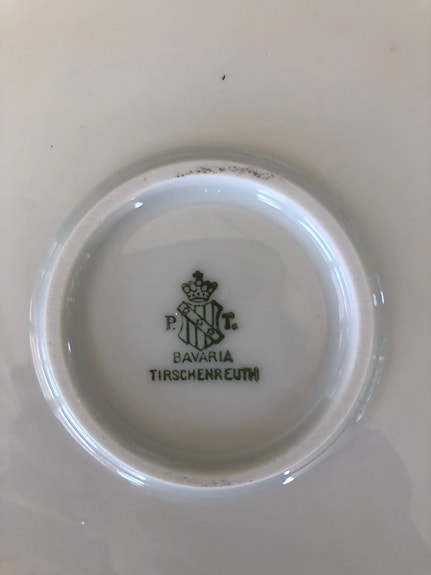 P. T.
BAVARIA
TIRSCHENREUTH